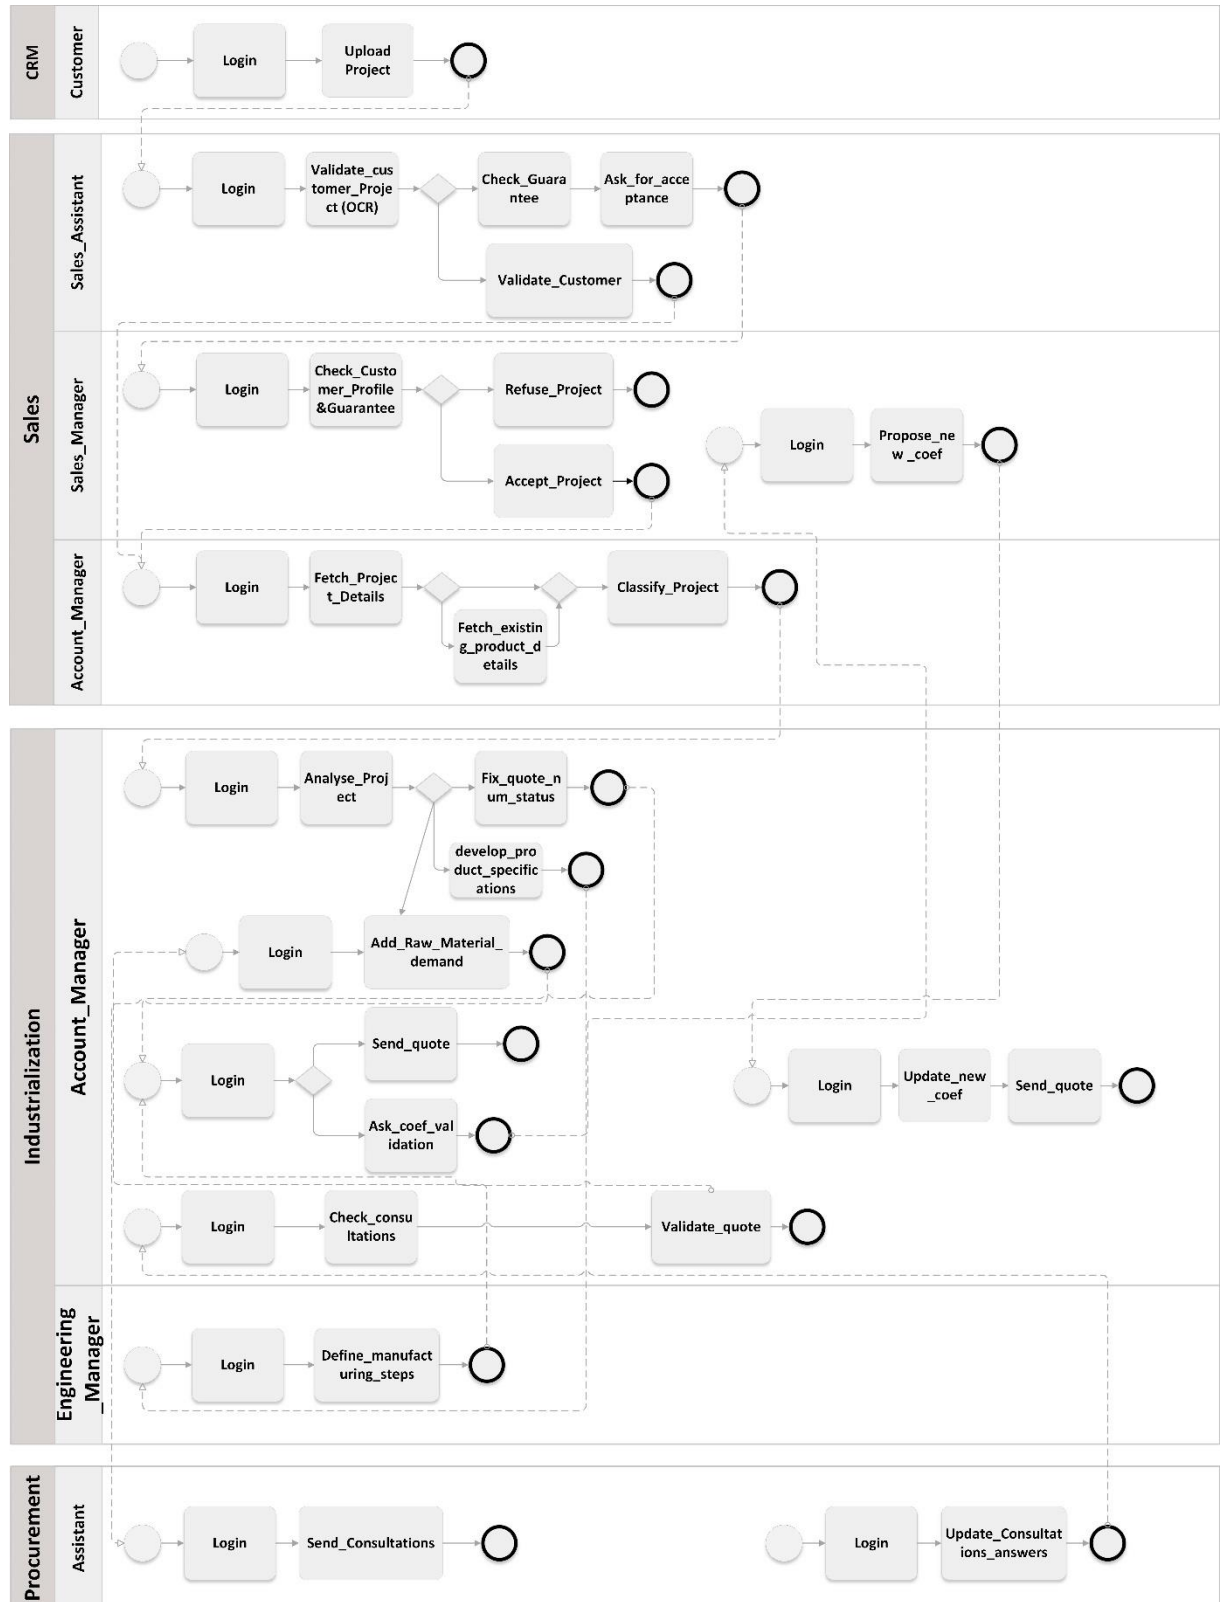 CRM
Customer
Login
Upload
Project
Sales
Sales_Assistant
Login
Validate_cus
tomer_Proje
ct (OCR)
Check_Guara
ntee
Ask_for_acce
ptance
Validate_Customer
Sales_Manager
Login
Check_Custo
mer_Profile
&Guarantee
Refuse_Project
Accept_Project
Login
Propose_ne
w_coef
Account_Manager
Login
Fetch_Projec
t_Details
Fetch_existin
g_product_d
etails
Classify_Project
Industrialization
Account_Manager
Login
Analyse_Proj
ect
Fix_quote_n
um_status
develop_pro
duct_specific
ations
Login
Add_Raw_Material_
demand
Login
Send_quote
Ask_coef_val
idation
Login
Update_new
_coef
Send_quote
Login
Check_consu
ltations
Validate_quote
Engineering
_Manager
Login
Define_manufact
uring_steps
Procurement
Assistant
Login
Send_Consultations
Login
Update_Consultat
ions_answers